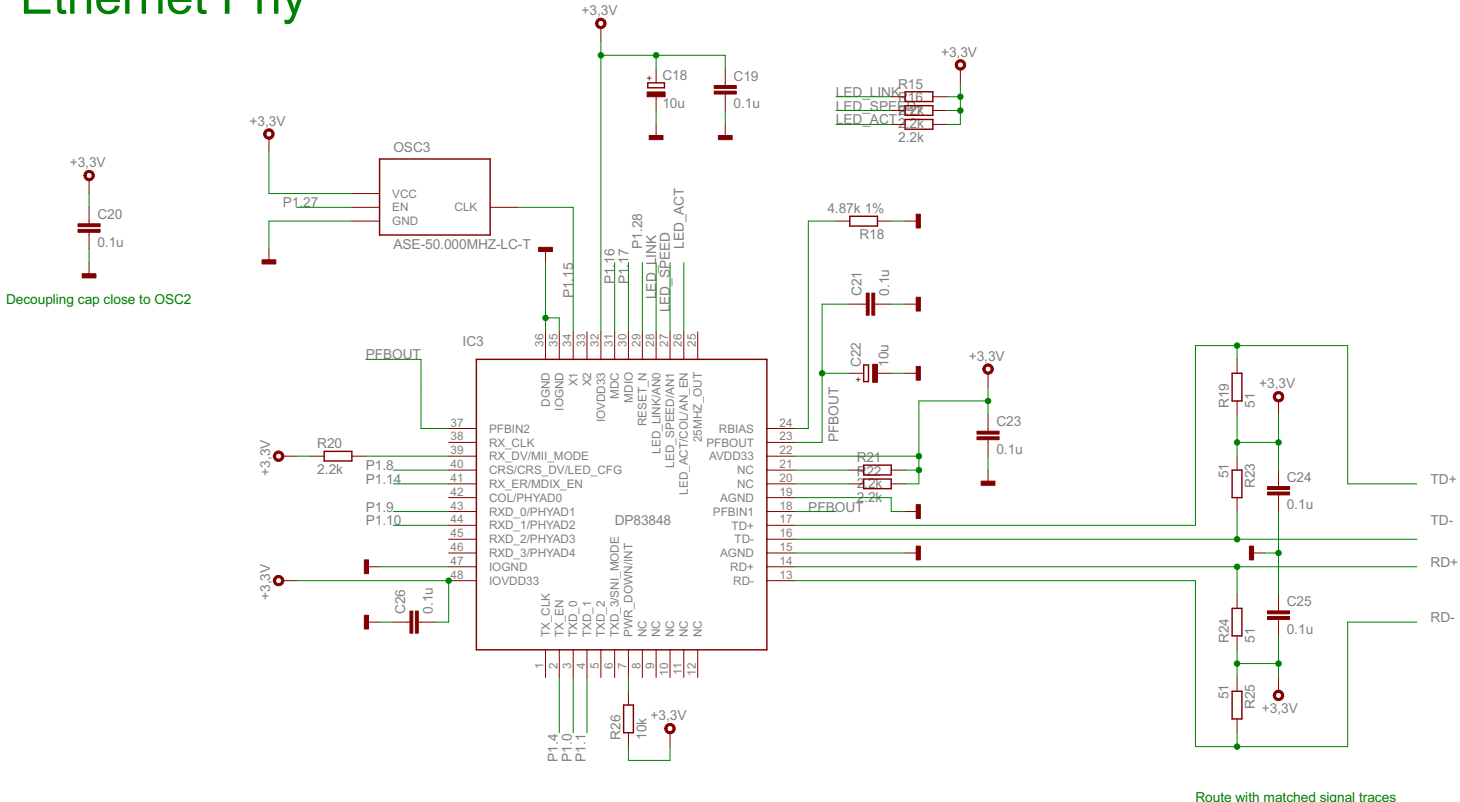 Ethernet Phy
+3,3V
C18
10u
C19
0.1u
+3,3V
LED_LINK
LED_SPEED
LED_ACT
R15
R16
2.2k
2.2k
+3,3V
OSC3
VCC
EN
GND
CLK
P1.27
ASE-50.000MHZ-LC-T
+3,3V
C20
0.1u
Decoupling cap close to OSC2
P1.15
P1.16
P1.17
P1.28
LED_LINK
LED_SPEED
LED_ACT
4.87k 1%
R18
C21
0.1u
C22
10u
PFBOUT
+3,3V
C23
0.1u
IC3
PFBOUT
36
35
34
33
32
31
30
29
28
27
26
25
DGND
IOGND
X1
X2
IOVDD33
MDC
MDIO
RESET_N
LED_LINK/AN0
LED_SPEED/AN1
LED_ACT/COL/AN_EN
25MHZ_OUT
37 PFBIN2
38 RX_CLK
39 RX_DV/MII_MODE
40 CRS/CRS_DV/LED_CFG
41 RX_ER/MDIX_EN
42 COL/PHYAD0
43 RXD_0/PHYAD1
44 RXD_1/PHYAD2
45 RXD_2/PHYAD3
46 RXD_3/PHYAD4
47 IOGND
48 IOVDD33
+3,3V
R20
2.2k
P1.8
P1.14
P1.9
P1.10
+3,3V
C26
0.1u
DP83848
RBIAS 24
PFBOUT 23
AVDD33 22
NC 21
NC 20
AGND 19
PFBIN1 18
TD+ 17
TD- 16
AGND 15
RD+ 14
RD- 13
R21
R22
2.2k
2.2k
PFBOUT
TX_CLK
TX_EN
TXD_0
TXD_1
TXD_2
TXD_3/SNI_MODE
PWR_DOWN/INT
NC
NC
NC
NC
NC
1
2
3
4
5
6
7
8
9
10
11
12
P1.4
P1.0
P1.1
R26
10k
+3,3V
R19
51
+3,3V
51
R23
C24
0.1u
TD+
TD-
RD+
RD-
R24
51
C25
0.1u
51
R25
+3,3V
Route with matched signal traces